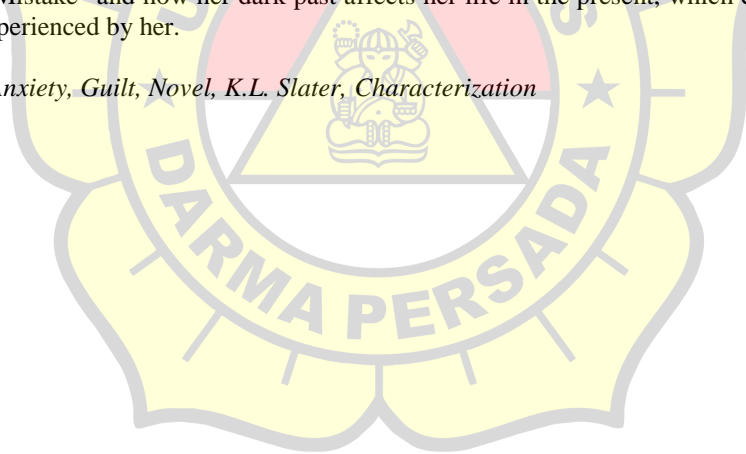 Mistake" and how her dark past affects her life in the present, which
perienced by her.
nxiety, Guilt, Novel, K.L. Slater, Characterization
DARMA PERSADA